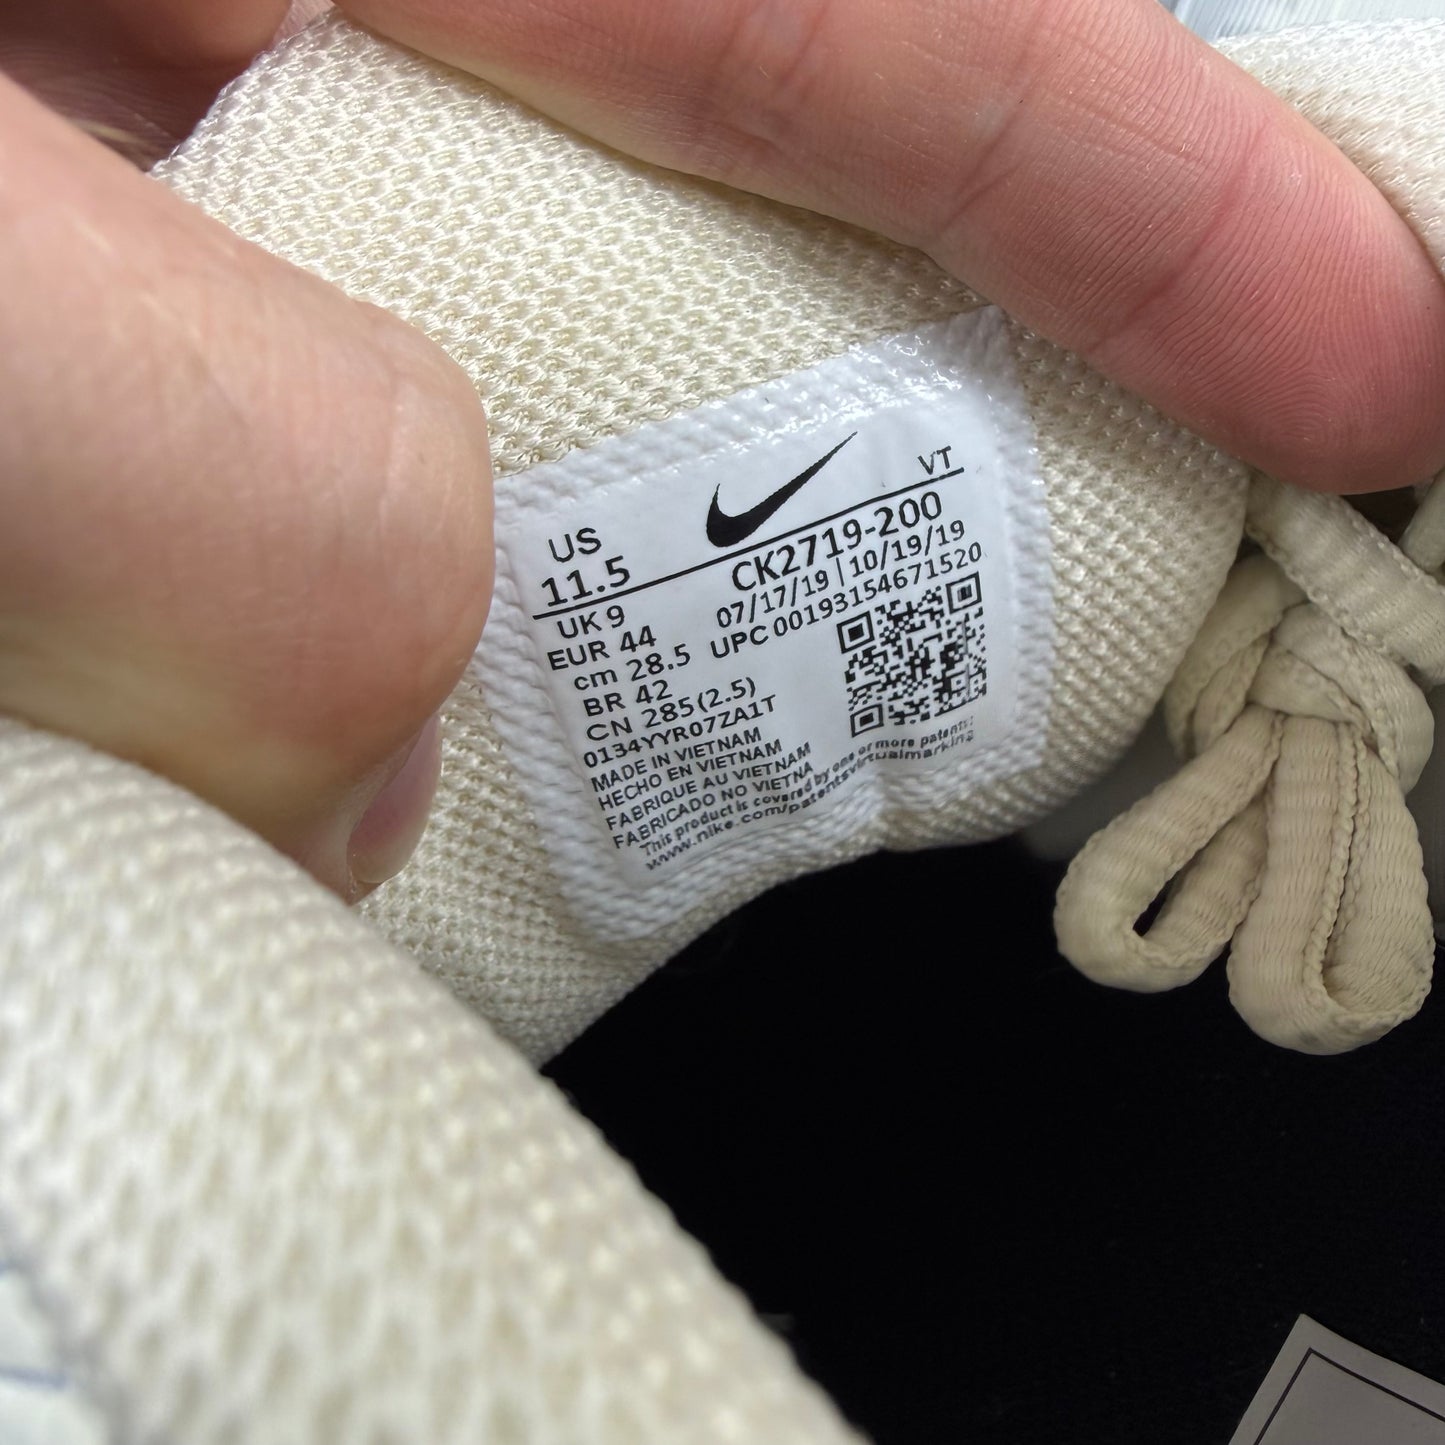 VT
US
11.5
CK2719-200
07/17/19 | 10/19/19
UPC 00193154671520
UK 9
EUR 44
cm 28.5
BR 42
CN 285(2.5)
0134YYR07ZA1T
MADE IN VIETNAM
HECHO EN VIETNAM
FABRIQUE AU VIETNAM
FABRICADO NO VIETNA
This product is covered by one or more patents:
www.nike.com/patentsvirtualmarking